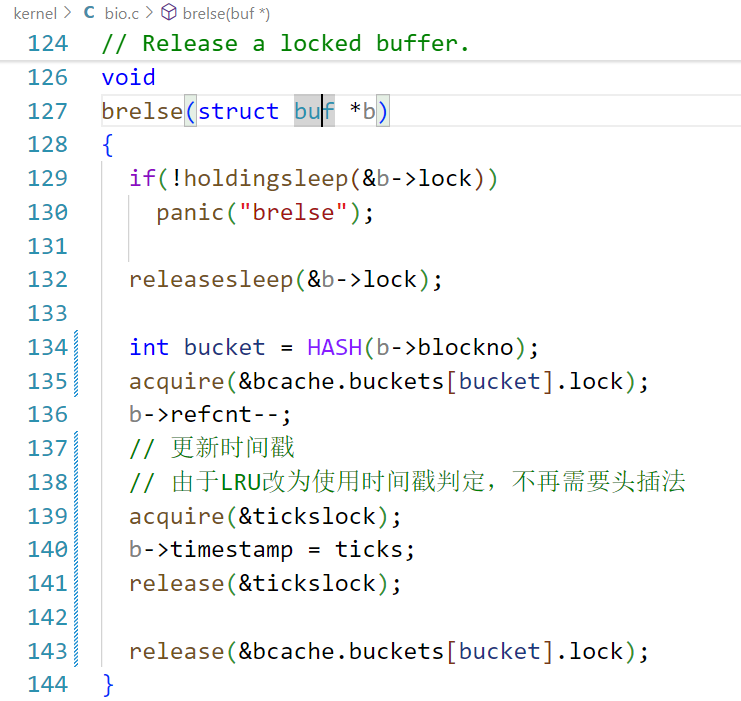 kernel > C bio.c > brelse(buf *)
124 // Release a locked buffer.
126 void
127 brelse(struct buf *b)
128 {
129   if(!holdingsleep(&b->lock))
130     panic("brelse");
131
132   releasesleep(&b->lock);
133
134   int bucket = HASH(b->blockno);
135   acquire(&bcache.buckets[bucket].lock);
136   b->refcnt--;
137   // 更新时间戳
138   // 由于LRU改为使用时间戳判定，不再需要头插法
139   acquire(&tickslock);
140   b->timestamp = ticks;
141   release(&tickslock);
142
143   release(&bcache.buckets[bucket].lock);
144 }